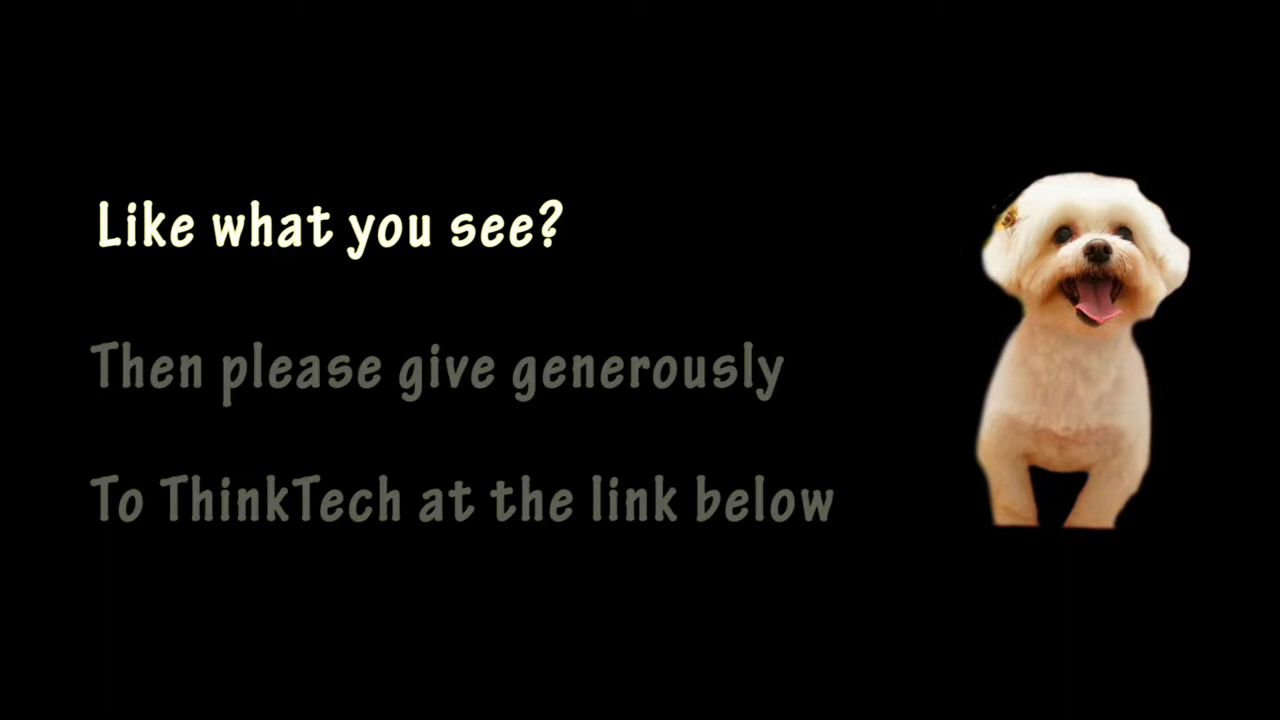 Like what you see?
Then please give generously
To ThinkTech at the link below